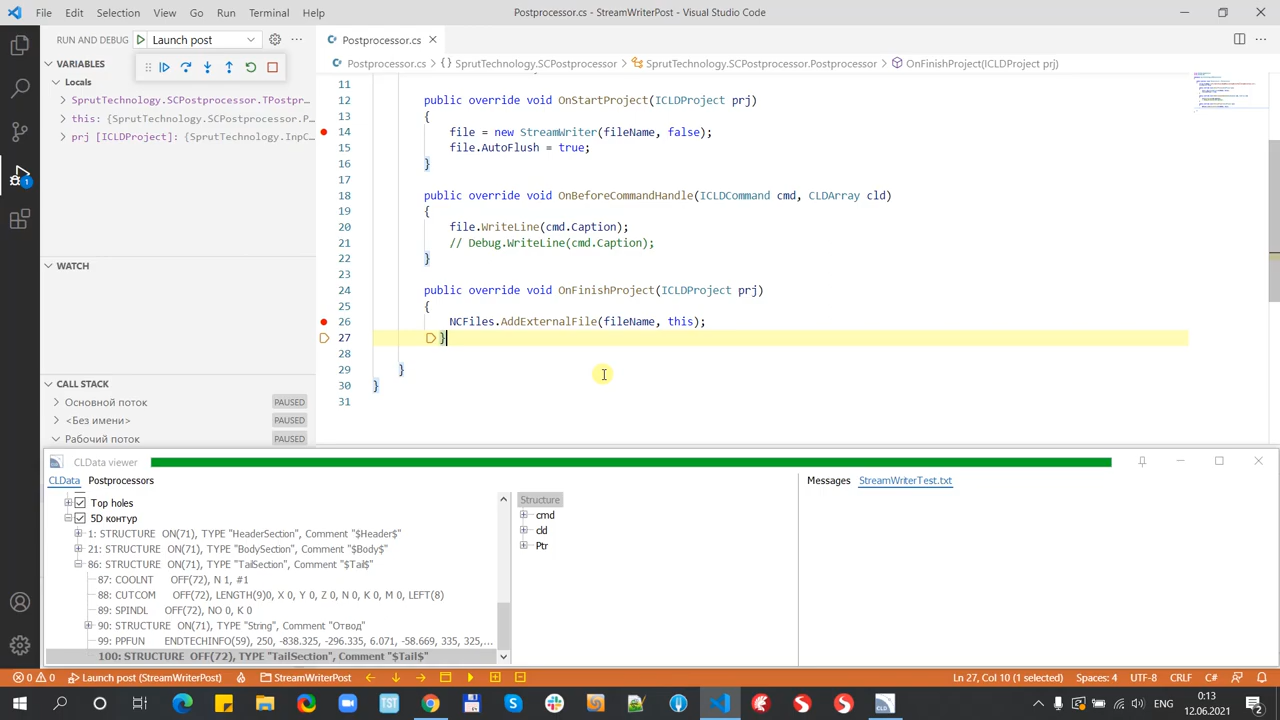 File Edit Selection View Go Run Terminal Help
Postprocessor.cs - StreamWriterPost - Visual Studio Code
RUN AND DEBUG Launch post
Postprocessor.cs
VARIABLES
Postprocessor.cs SprutTechnology.SCPostprocessor SprutTechnology.SCPostprocessor.Postprocessor OnFinishProject(ICLDProject prj)
Locals
SprutTechnology.SCPostprocessor.TPostpr...
this: {SprutTechnology.SCPostprocessor.P...
prj [ICLDProject]: {SprutTechnology.InpC...
WATCH
CALL STACK
Основной поток PAUSED
<Без имени> PAUSED
Рабочий поток PAUSED
11
12 public override void OnStartProject(ICLDProject prj)
13 {
14 file = new StreamWriter(fileName, false);
15 file.AutoFlush = true;
16 }
17
18 public override void OnBeforeCommandHandle(ICLDCommand cmd, CLDArray cld)
19 {
20 file.WriteLine(cmd.Caption);
21 // Debug.WriteLine(cmd.Caption);
22 }
23
24 public override void OnFinishProject(ICLDProject prj)
25 {
26 NCFiles.AddExternalFile(fileName, this);
27 }
28
29 }
30 }
31
CLData viewer
CLData Postprocessors
Top holes
5D контур
1: STRUCTURE ON(71), TYPE "HeaderSection", Comment "$Header$"
21: STRUCTURE ON(71), TYPE "BodySection", Comment "$Body$"
86: STRUCTURE ON(71), TYPE "TailSection", Comment "$Tail$"
87: COOLNT OFF(72), N 1, #1
88: CUTCOM OFF(72), LENGTH(9)0, X 0, Y 0, Z 0, N 0, K 0, M 0, LEFT(8)
89: SPINDL OFF(72), NO 0, K 0
90: STRUCTURE ON(71), TYPE "String", Comment "Отвод"
99: PPFUN ENDTECHINFO(59), 250, -838.325, -296.335, 6.071, -58.669, 335, 325,...
100: STRUCTURE OFF(72), TYPE "TailSection", Comment "$Tail$"
Structure
cmd
cld
Ptr
Messages StreamWriterTest.txt
0 0 Launch post (StreamWriterPost) StreamWriterPost
Ln 27, Col 6 (1 selected) Spaces: 4 UTF-8 CRLF C#
0:13
12.06.2021
2